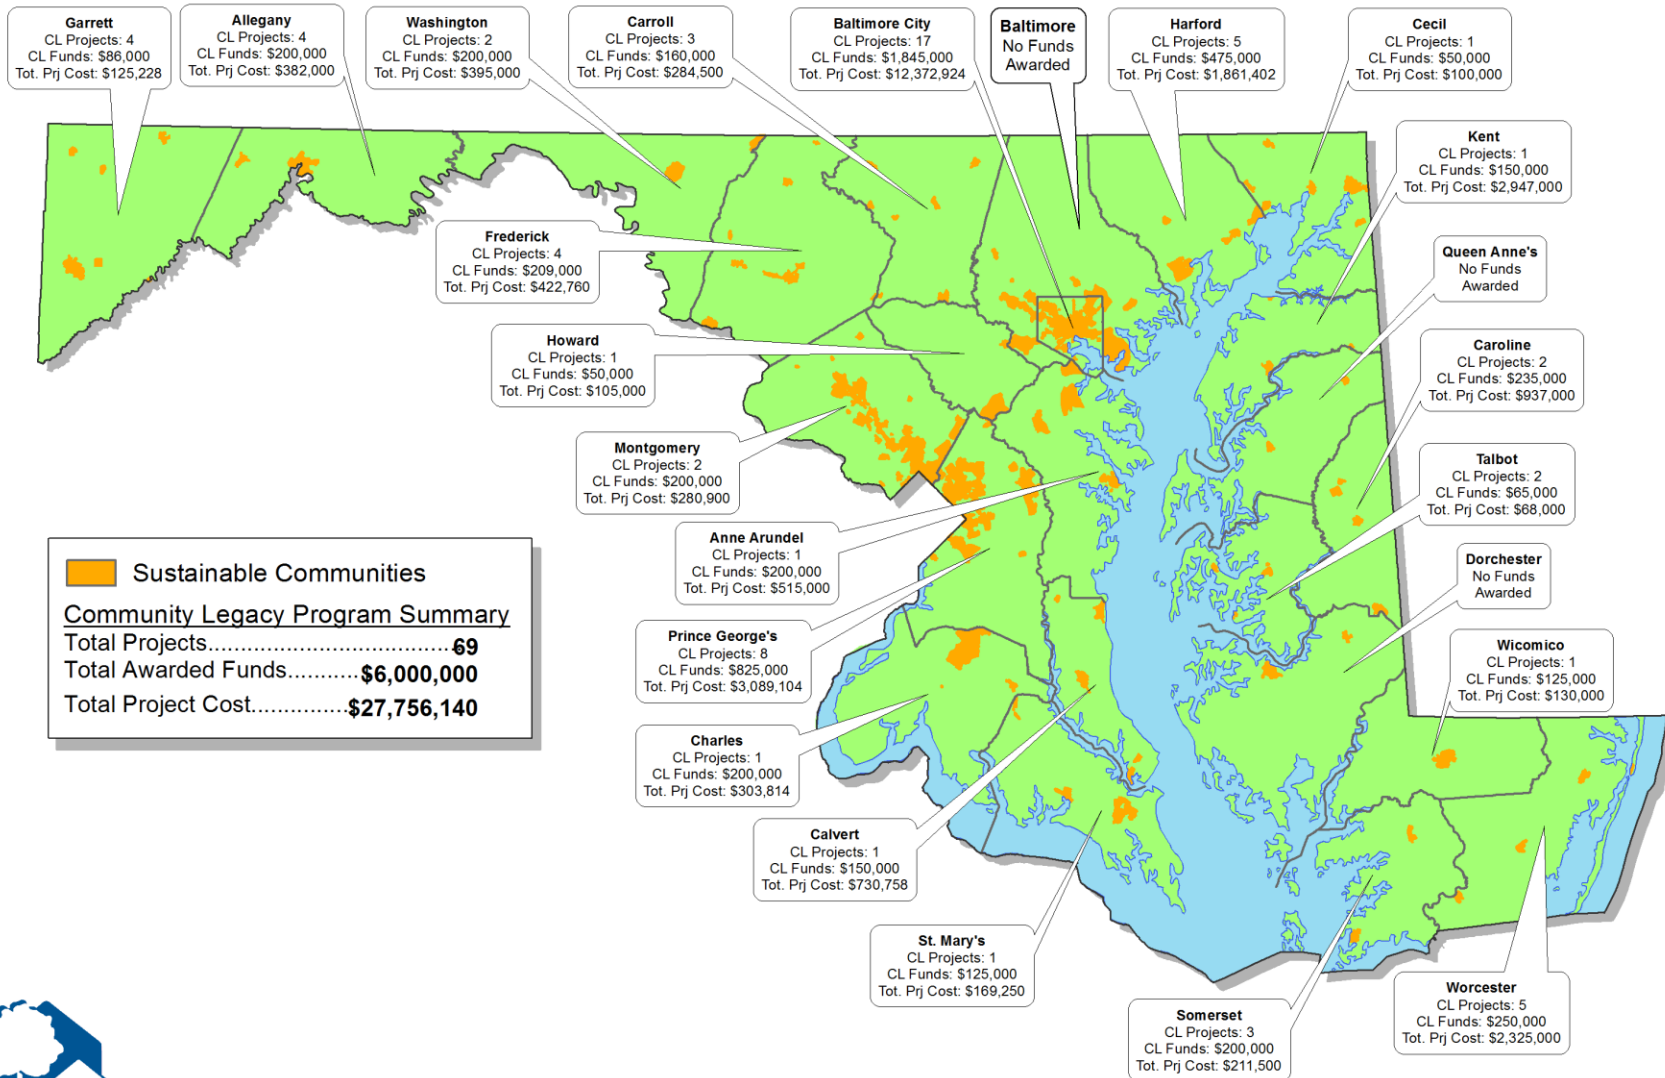 Garrett
CL Projects: 4
CL Funds: $86,000
Tot. Prj Cost: $125,228
Allegany
CL Projects: 4
CL Funds: $200,000
Tot. Prj Cost: $382,000
Washington
CL Projects: 2
CL Funds: $200,000
Tot. Prj Cost: $395,000
Carroll
CL Projects: 3
CL Funds: $160,000
Tot. Prj Cost: $284,500
Baltimore City
CL Projects: 17
CL Funds: $1,845,000
Tot. Prj Cost: $12,372,924
Baltimore
No Funds
Awarded
Harford
CL Projects: 5
CL Funds: $475,000
Tot. Prj Cost: $1,861,402
Cecil
CL Projects: 1
CL Funds: $50,000
Tot. Prj Cost: $100,000
Kent
CL Projects: 1
CL Funds: $150,000
Tot. Prj Cost: $2,947,000
Frederick
CL Projects: 4
CL Funds: $209,000
Tot. Prj Cost: $422,760
Queen Anne's
No Funds
Awarded
Howard
CL Projects: 1
CL Funds: $50,000
Tot. Prj Cost: $105,000
Caroline
CL Projects: 2
CL Funds: $235,000
Tot. Prj Cost: $937,000
Montgomery
CL Projects: 2
CL Funds: $200,000
Tot. Prj Cost: $280,900
Talbot
CL Projects: 2
CL Funds: $65,000
Tot. Prj Cost: $68,000
Anne Arundel
CL Projects: 1
CL Funds: $200,000
Tot. Prj Cost: $515,000
Dorchester
No Funds
Awarded
Sustainable Communities
Community Legacy Program Summary
Total Projects....................................69
Total Awarded Funds..........$6,000,000
Total Project Cost..............$27,756,140
Prince George's
CL Projects: 8
CL Funds: $825,000
Tot. Prj Cost: $3,089,104
Wicomico
CL Projects: 1
CL Funds: $125,000
Tot. Prj Cost: $130,000
Charles
CL Projects: 1
CL Funds: $200,000
Tot. Prj Cost: $303,814
Calvert
CL Projects: 1
CL Funds: $150,000
Tot. Prj Cost: $730,758
St. Mary's
CL Projects: 1
CL Funds: $125,000
Tot. Prj Cost: $169,250
Worcester
CL Projects: 5
CL Funds: $250,000
Tot. Prj Cost: $2,325,000
Somerset
CL Projects: 3
CL Funds: $200,000
Tot. Prj Cost: $211,500